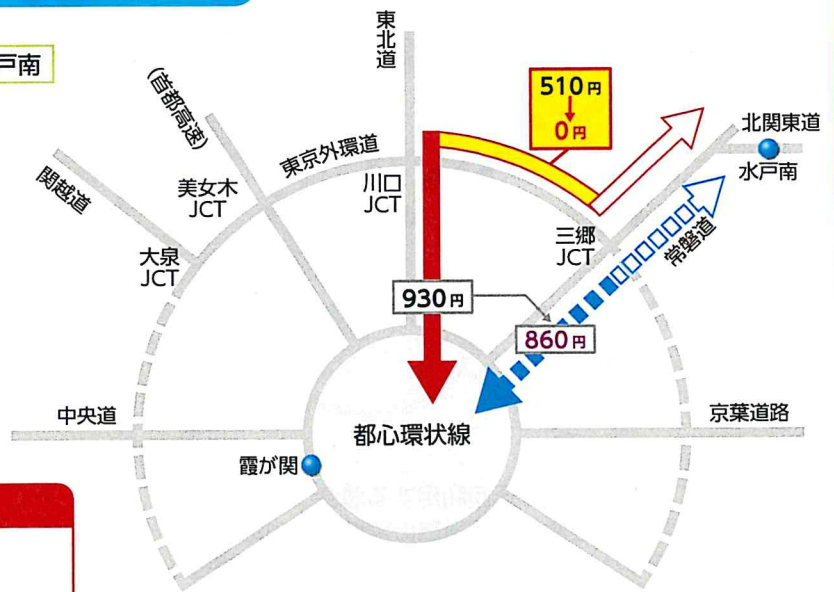 戸南
東北道
(首都高速)
510円
0円
北関東道
水戸南
東京外環道
関越道
美女木
JCT
川口
JCT
大泉
JCT
三郷
JCT
常磐道
930円
860円
中央道
京葉道路
都心環状線
霞が関